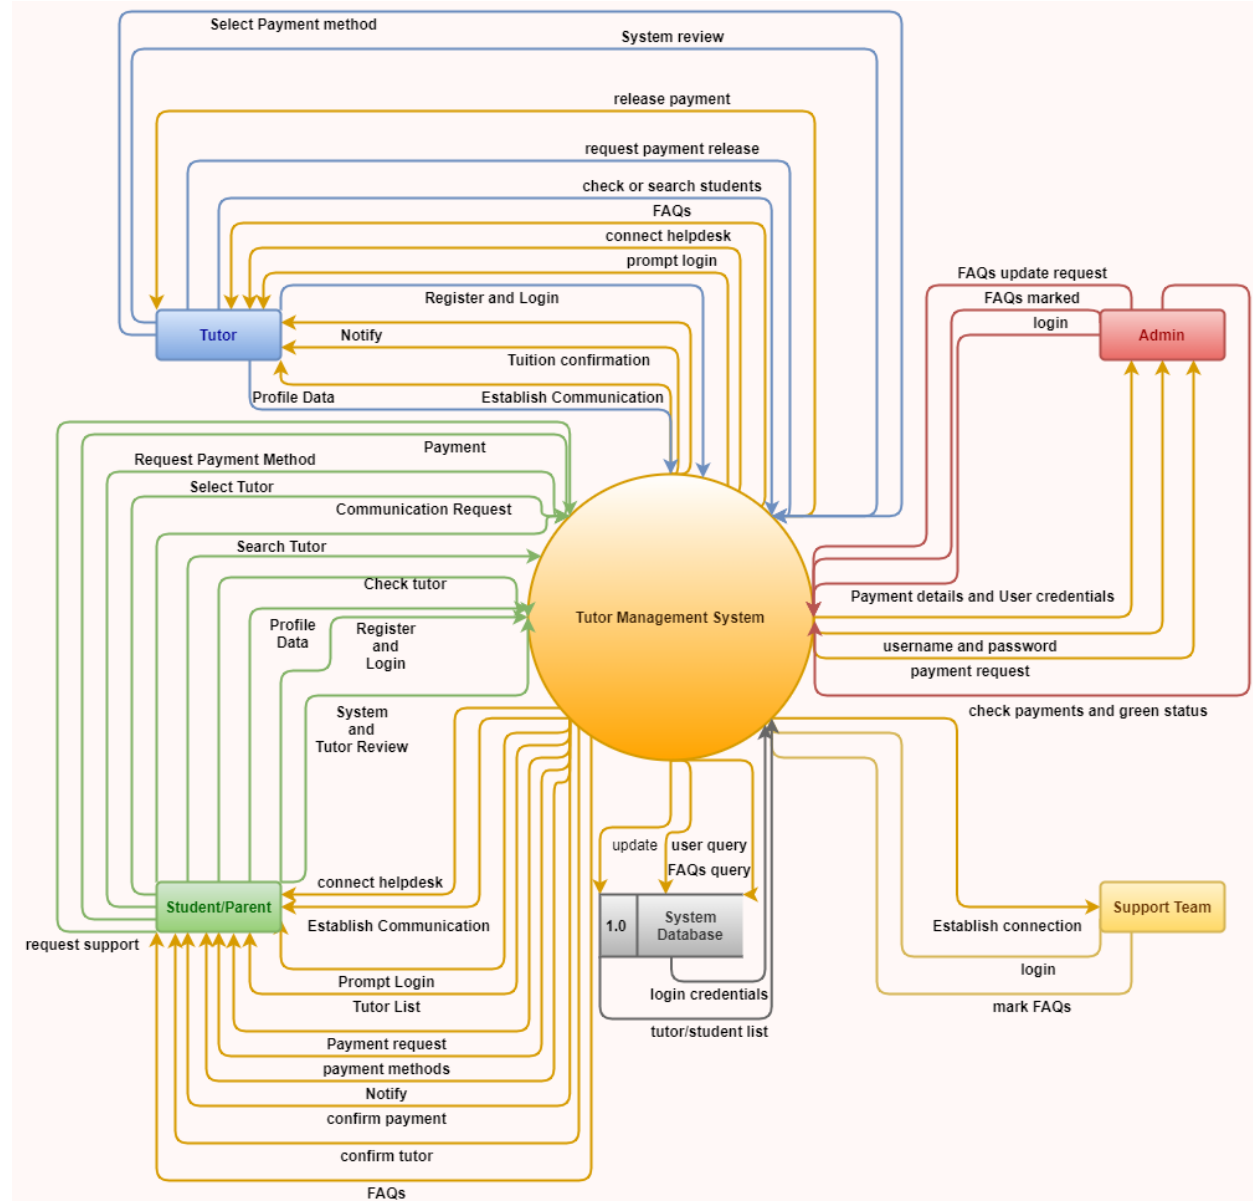 Select Payment method
System review
release payment
request payment release
check or search students
FAQs
connect helpdesk
prompt login
Register and Login
Tutor
Notify
Tuition confirmation
Profile Data
Establish Communication
FAQs update request
FAQs marked
login
Admin
Payment
Request Payment Method
Select Tutor
Communication Request
Search Tutor
Check tutor
Profile
Data
Register
and
Login
System
and
Tutor Review
Tutor Management System
Payment details and User credentials
username and password
payment request
check payments and green status
Student/Parent
request support
connect helpdesk
Establish Communication
Prompt Login
Tutor List
Payment request
payment methods
Notify
confirm payment
confirm tutor
FAQs
update
user query
FAQs query
1.0
System
Database
login credentials
tutor/student list
Support Team
Establish connection
login
mark FAQs